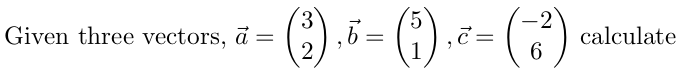 Given three vectors, $\vec{a} = \begin{pmatrix} 3 \\ 2 \end{pmatrix}, \vec{b} = \begin{pmatrix} 5 \\ 1 \end{pmatrix}, \vec{c} = \begin{pmatrix} -2 \\ 6 \end{pmatrix}$ calculate